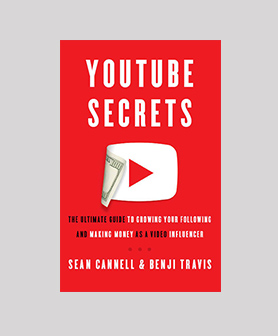 YOUTUBE
SECRETS
THE ULTIMATE GUIDE TO GROWING YOUR FOLLOWING
AND MAKING MONEY AS A VIDEO INFLUENCER
SEAN CANNELL & BENJI TRAVIS